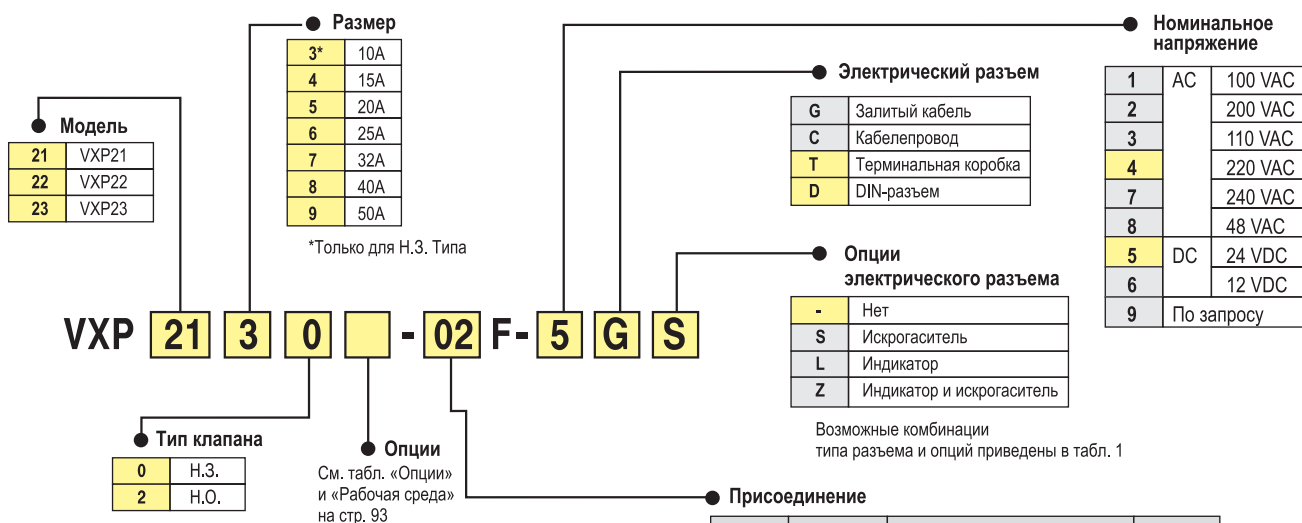 Размер
3* 10A
4 15A
5 20A
6 25A
7 32A
8 40A
9 50A
*Только для Н.З. Типа
Модель
21 VXP21
22 VXP22
23 VXP23
Электрический разъем
G Залитый кабель
C Кабелепровод
T Терминальная коробка
D DIN-разъем
Номинальное
напряжение
1 AC 100 VAC
2 200 VAC
3 110 VAC
4 220 VAC
7 240 VAC
8 48 VAC
5 DC 24 VDC
6 12 VDC
9 По запросу
Опции
электрического разъема
- Нет
S Искрогаситель
L Индикатор
Z Индикатор и искрогаситель
Возможные комбинации
типа разъема и опций приведены в табл. 1
VXP 21 3 0 - 02 F- 5 G S
Тип клапана
0 Н.З.
2 Н.О.
Опции
См. табл. «Опции»
и «Рабочая среда»
на стр. 93
Присоединение